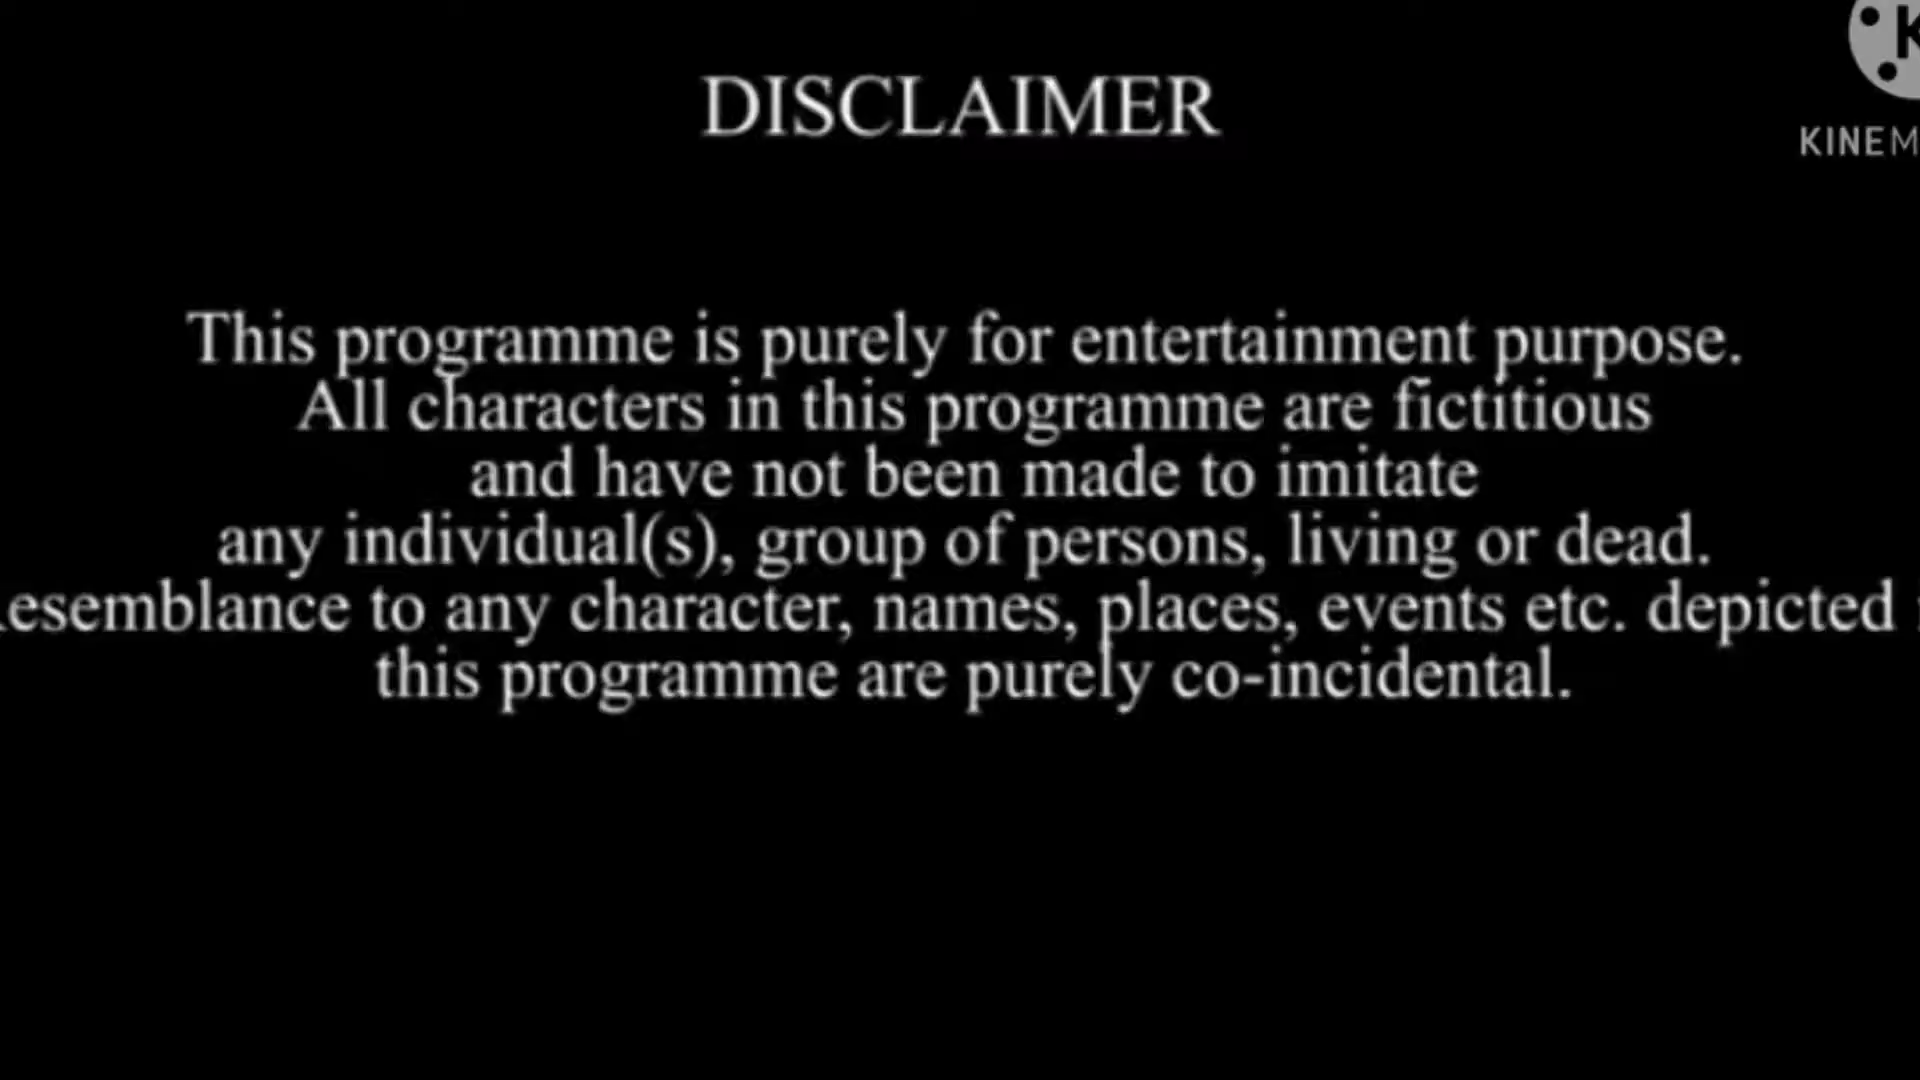 DISCLAIMER
KINEM
This programme is purely for entertainment purpose.
All characters in this programme are fictitious
and have not been made to imitate
any individual(s), group of persons, living or dead.
esemblance to any character, names, places, events etc. depicted
this programme are purely co-incidental.